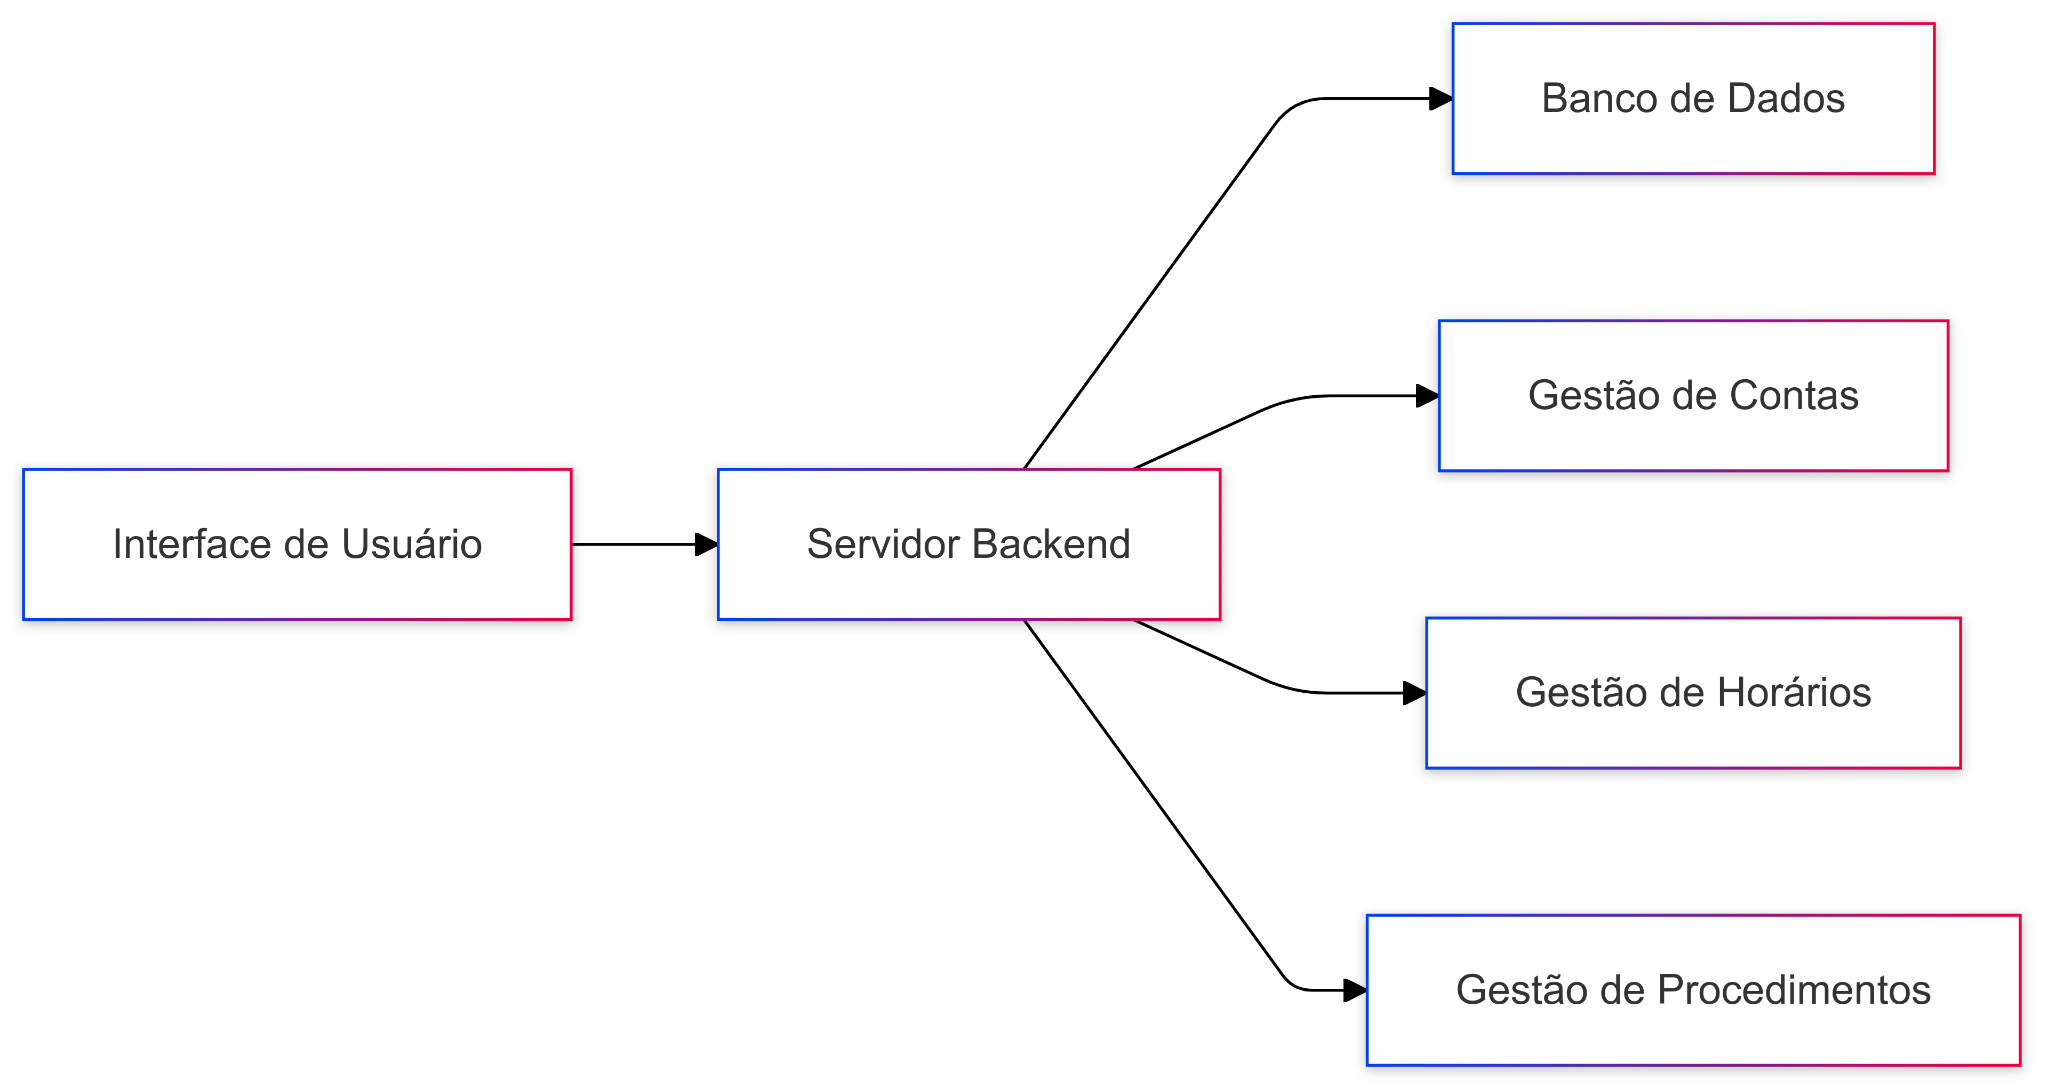 Banco de Dados
Gestão de Contas
Interface de Usuário
Servidor Backend
Gestão de Horários
Gestão de Procedimentos